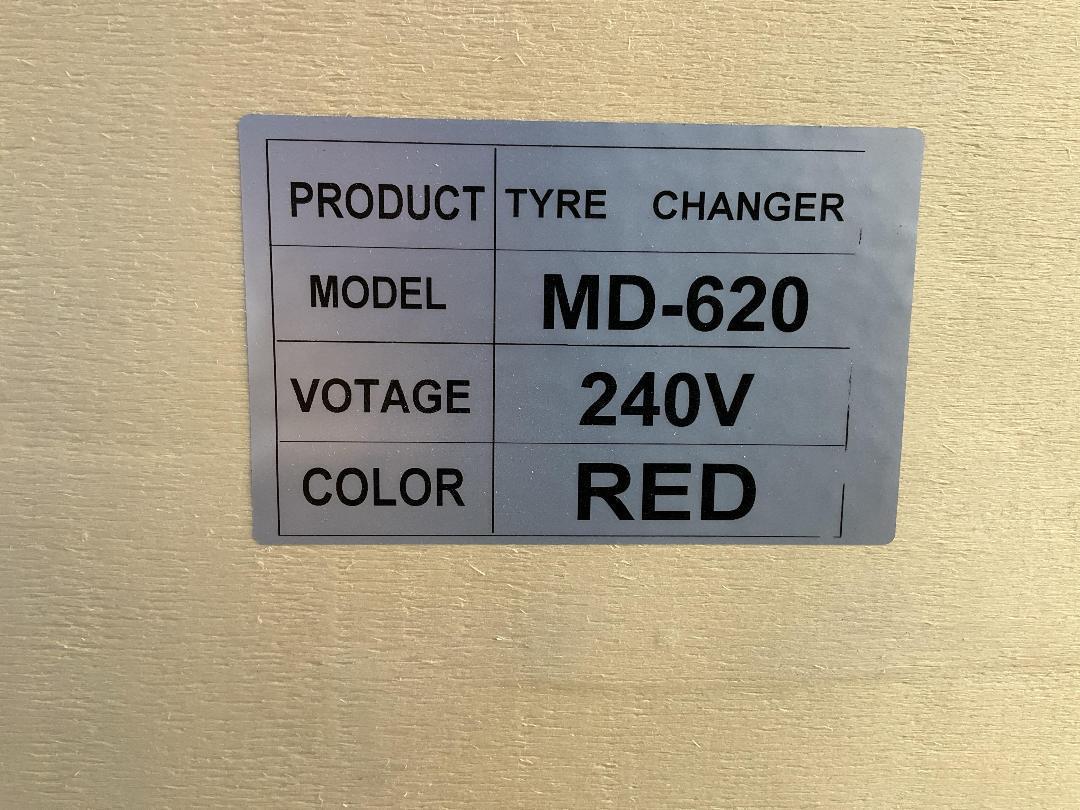 PRODUCT TYRE CHANGER
MODEL MD-620
VOTAGE 240V
COLOR RED